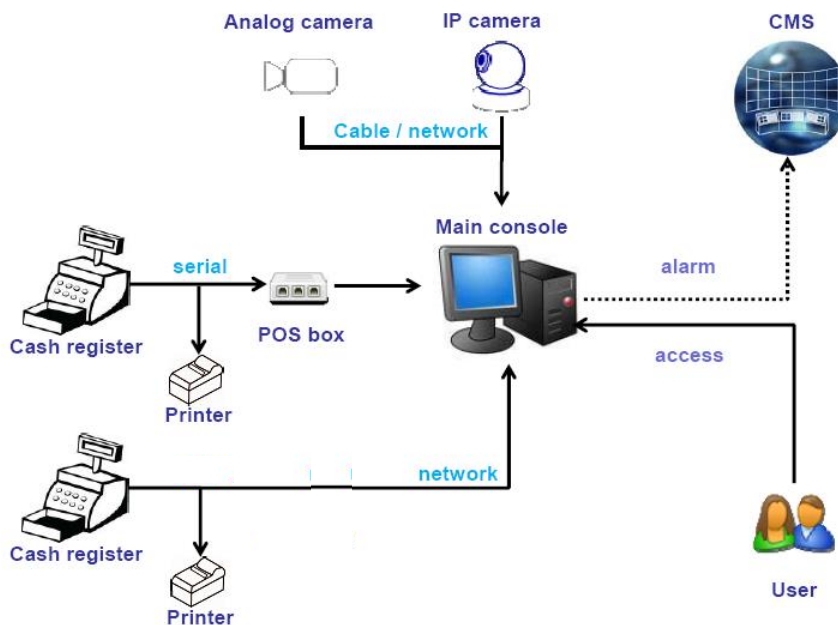 Analog camera
IP camera
CMS
Cable / network
Main console
serial
alarm
POS box
Cash register
access
Printer
network
Cash register
User
Printer